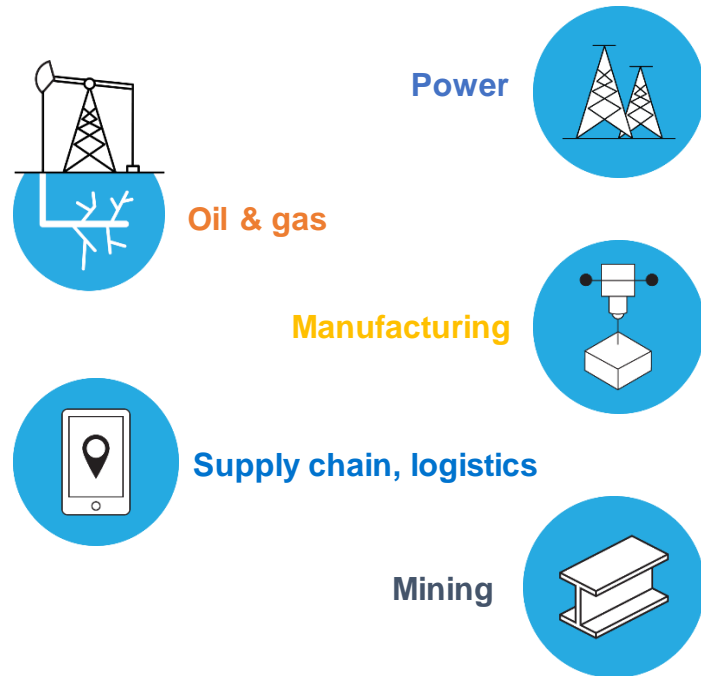 Power
Oil & gas
Manufacturing
Supply chain, logistics
Mining